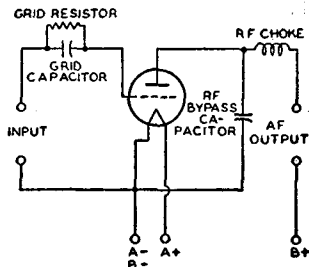 GRID RESISTOR
GRID
CAPACITOR
RF CHOKE
INPUT
RF
BYPASS
CA-
PACITOR
AF
OUTPUT
A-
B-
A+
B+